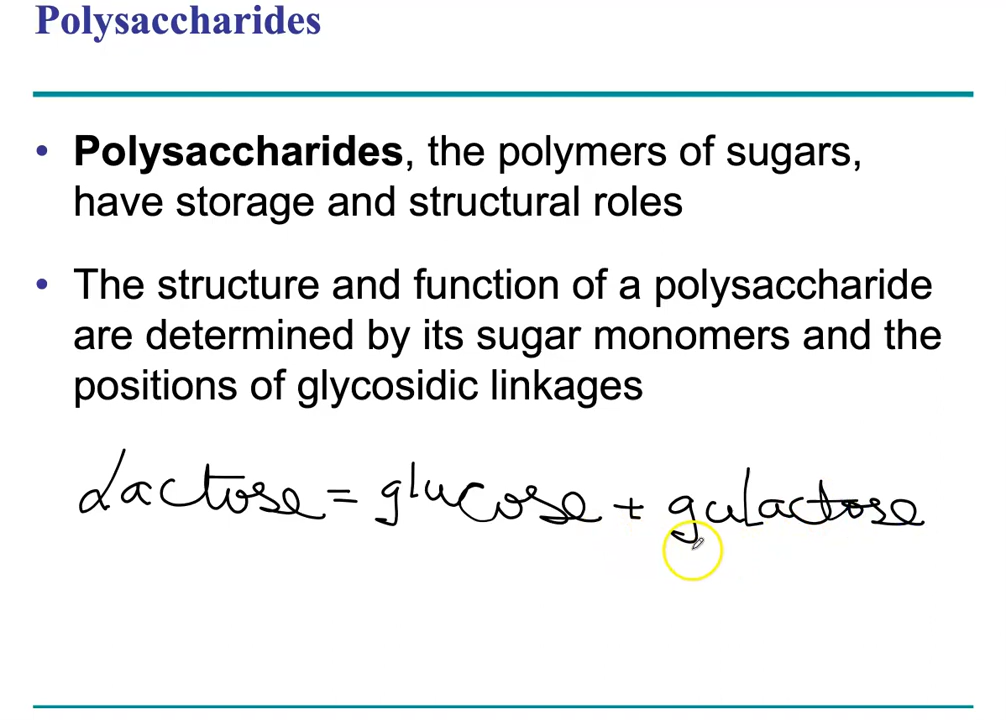 Polysaccharides
• Polysaccharides, the polymers of sugars,
have storage and structural roles
• The structure and function of a polysaccharide
are determined by its sugar monomers and the
positions of glycosidic linkages
Lactose = glucose + galactose